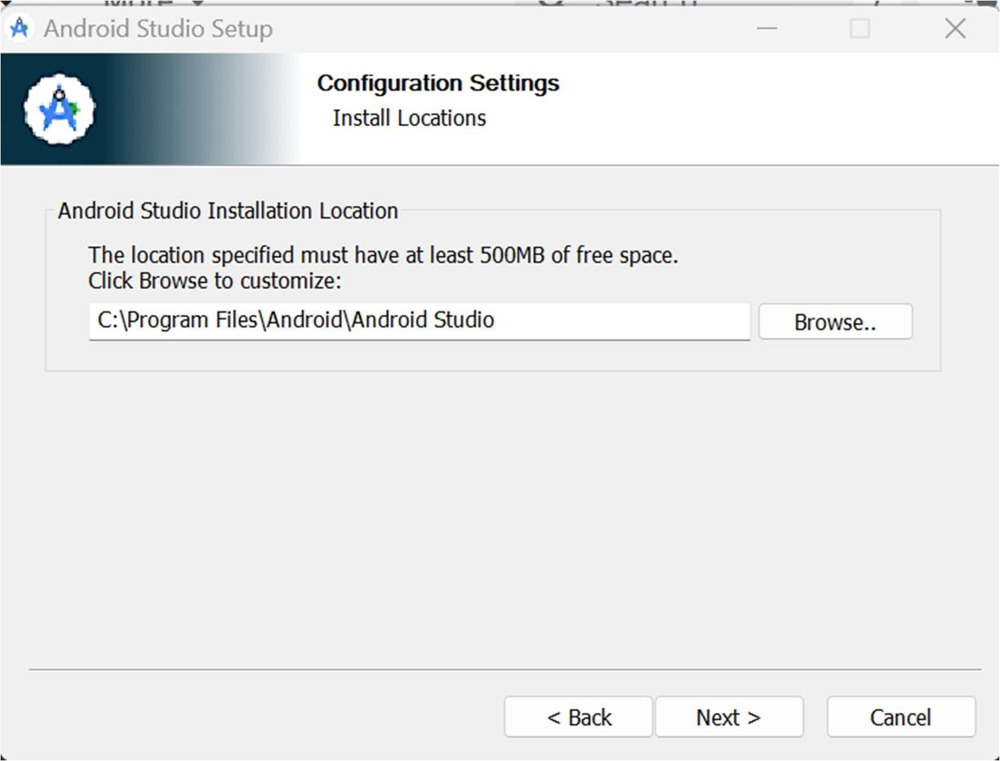 Android Studio Setup
Configuration Settings
Install Locations
Android Studio Installation Location
The location specified must have at least 500MB of free space.
Click Browse to customize:
C:\Program Files\Android\Android Studio
Browse..
< Back
Next >
Cancel